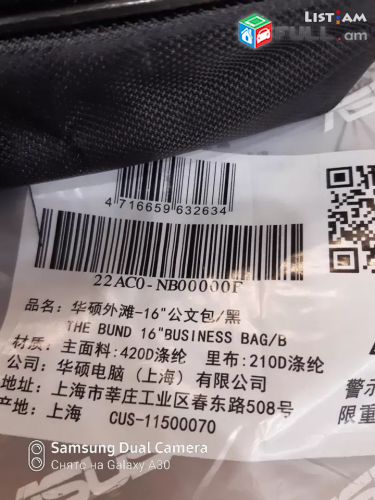 LIST.am
FULL.am
4 716659 632634
22AC0-NB00000F
品名: 华硕外滩-16"公文包/黑
THE BUND 16"BUSINESS BAG/B
材质: 主面料:420D涤纶 里布:210D涤纶
公司: 华硕电脑(上海)有限公司
地址: 上海市莘庄工业区春东路508号
产地: 上海 CUS-11500070
警示
限重
Samsung Dual Camera
Снято на Galaxy A30